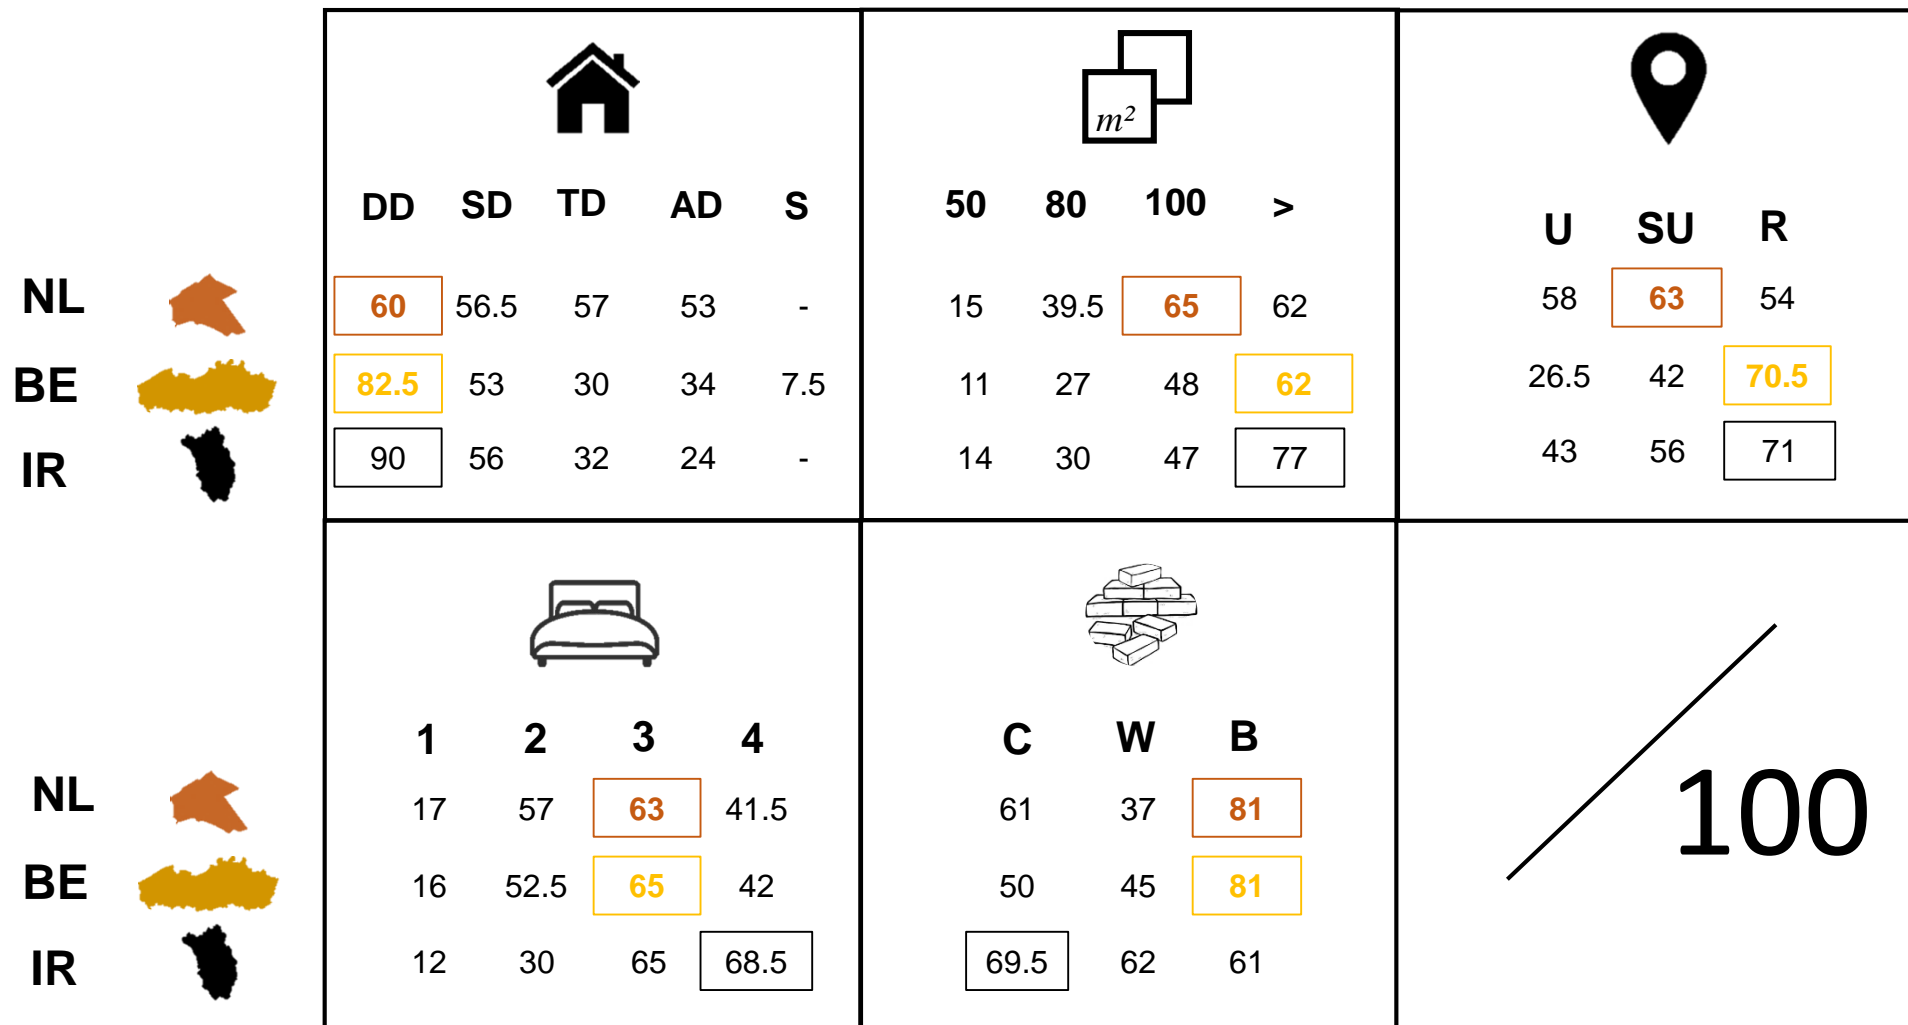 m²
DD SD TD AD S
50 80 100 >
U SU R
NL 60 56.5 57 53 - 15 39.5 65 62 58 63 54
BE 82.5 53 30 34 7.5 11 27 48 62 26.5 42 70.5
IR 90 56 32 24 - 14 30 47 77 43 56 71
1 2 3 4
C W B
NL 17 57 63 41.5 61 37 81
BE 16 52.5 65 42 50 45 81
IR 12 30 65 68.5 69.5 62 61
/100